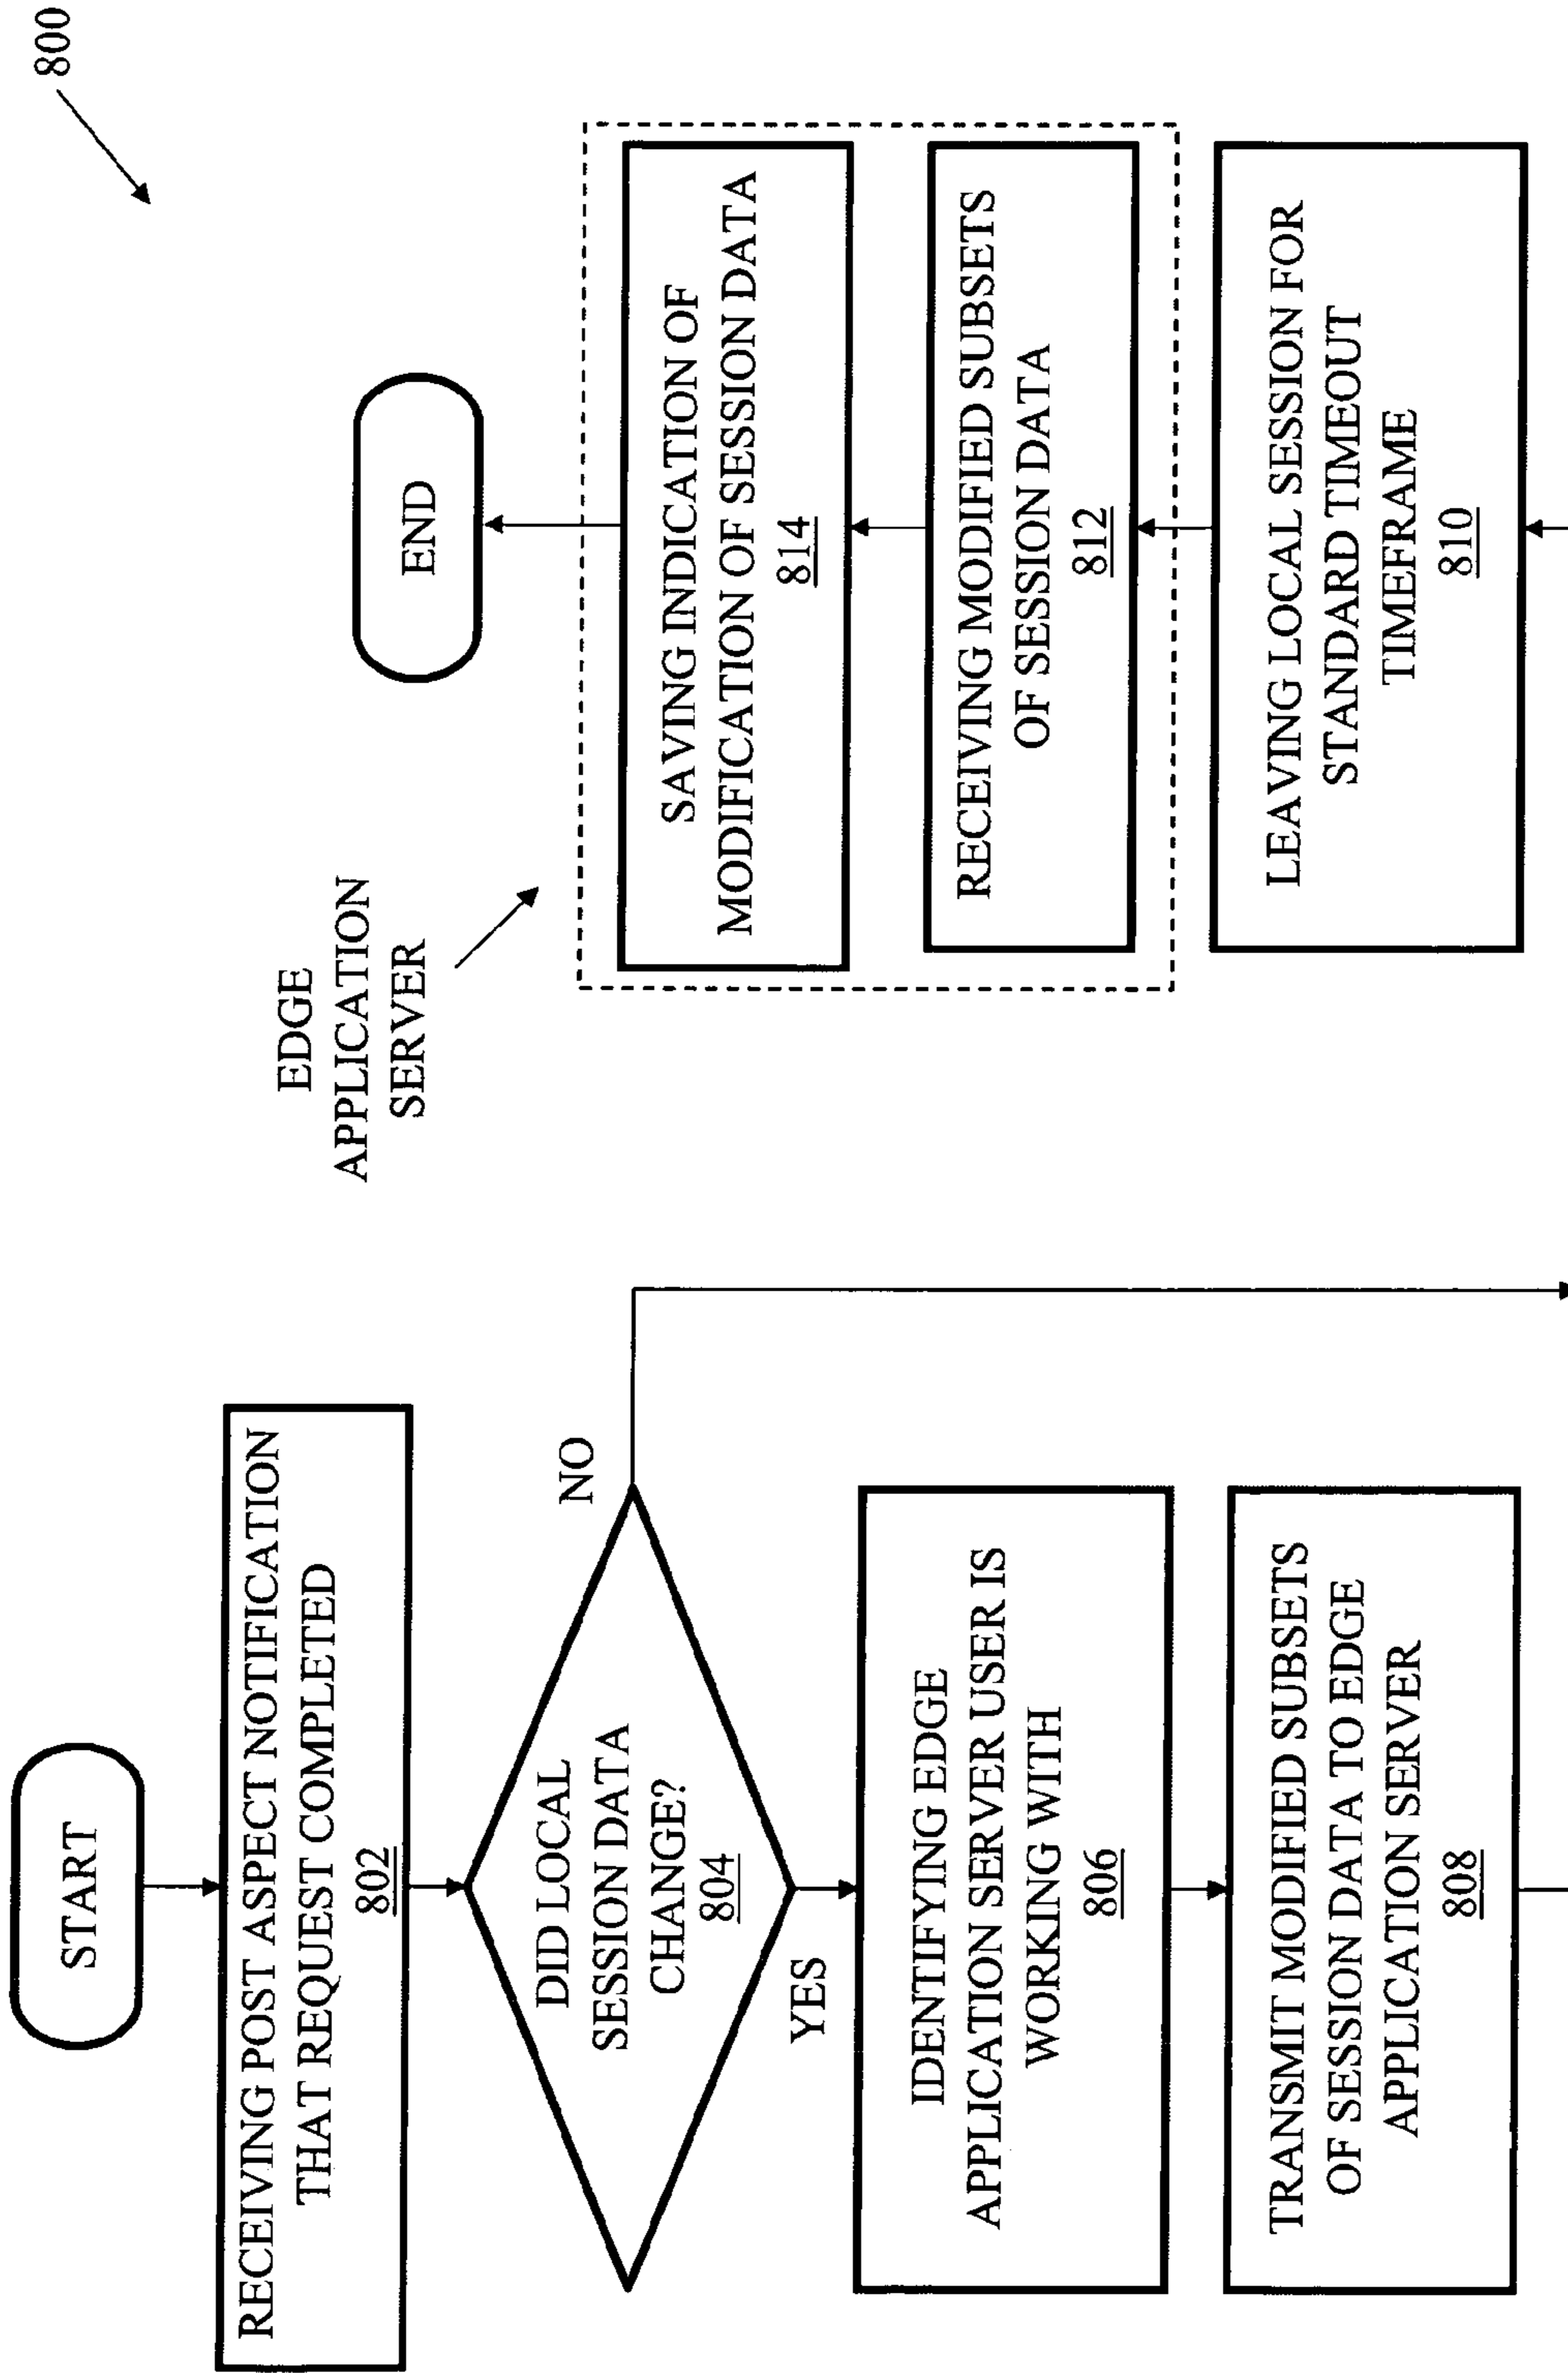 800
START
RECEIVING POST ASPECT NOTIFICATION
THAT REQUEST COMPLETED
802
DID LOCAL
SESSION DATA
CHANGE?
804
NO
YES
IDENTIFYING EDGE
APPLICATION SERVER USER IS
WORKING WITH
806
TRANSMIT MODIFIED SUBSETS
OF SESSION DATA TO EDGE
APPLICATION SERVER
808
LEAVING LOCAL SESSION FOR
STANDARD TIMEOUT
TIMEFRAME
810
EDGE
APPLICATION
SERVER
RECEIVING MODIFIED SUBSETS
OF SESSION DATA
812
SAVING INDICATION OF
MODIFICATION OF SESSION DATA
814
END